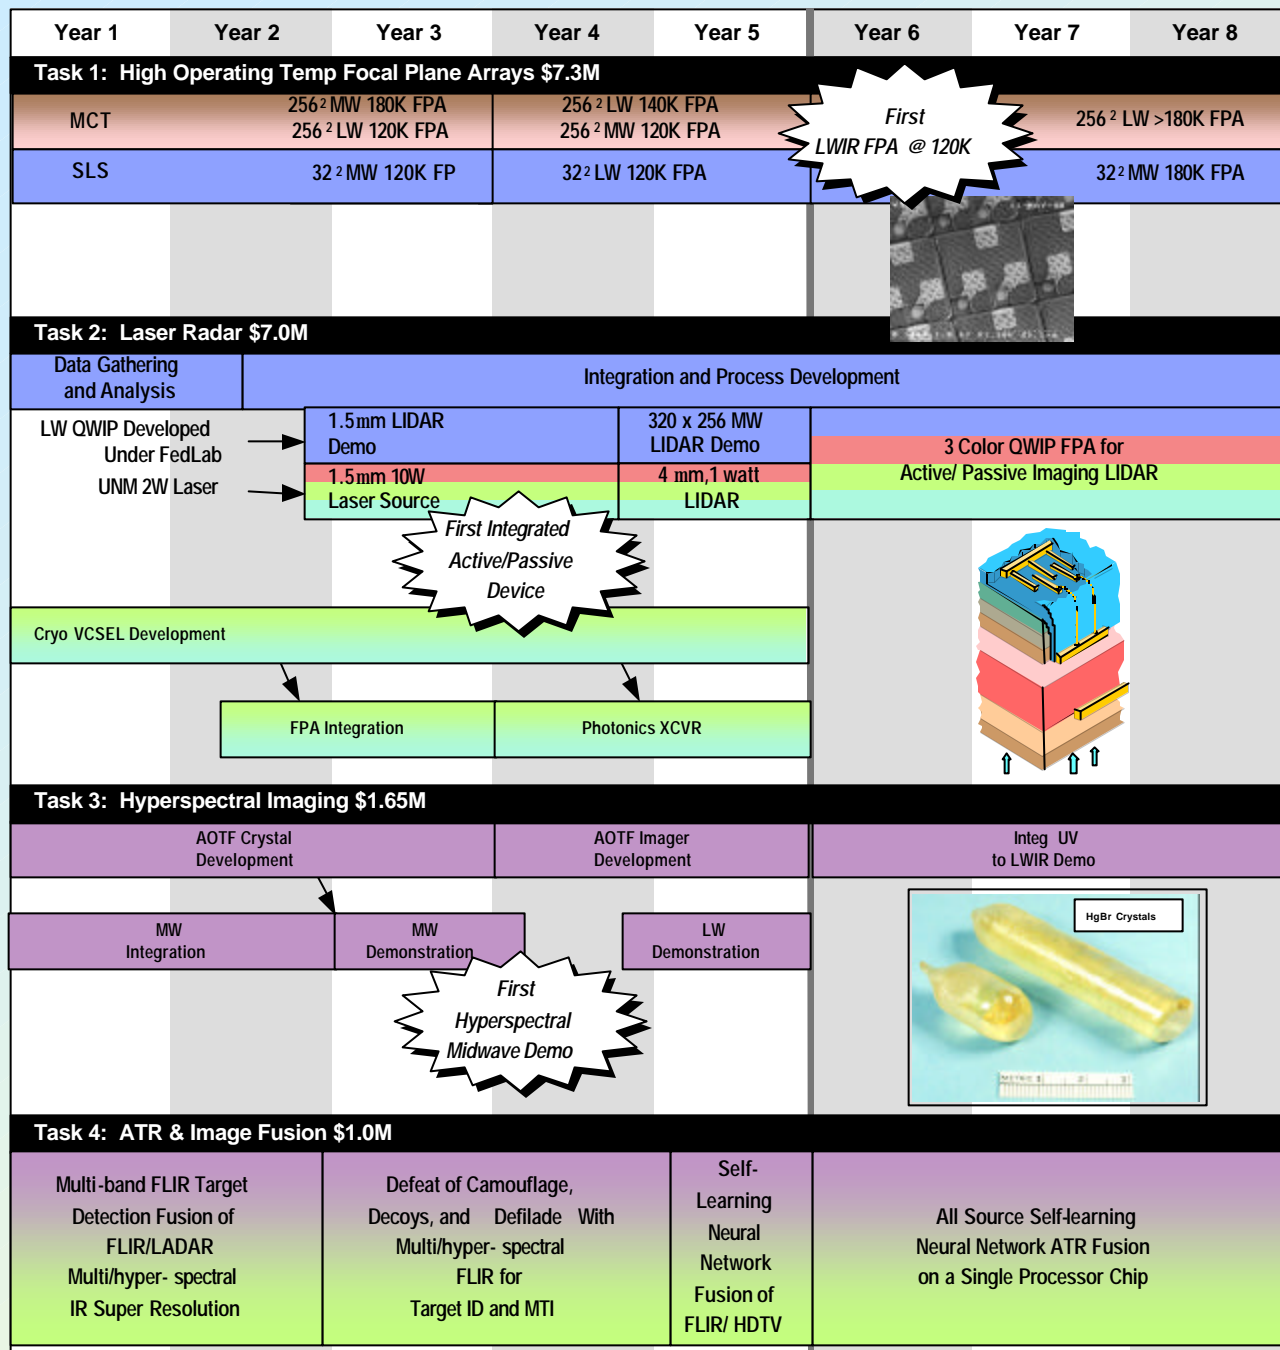 Year 1 Year 2 Year 3 Year 4 Year 5 Year 6 Year 7 Year 8
Task 1: High Operating Temp Focal Plane Arrays $7.3M
MCT
256² MW 180K FPA
256² LW 120K FPA
256² LW 140K FPA
256² MW 120K FPA
First
LWIR FPA @ 120K
256² LW >180K FPA
SLS
32² MW 120K FP
32² LW 120K FPA
32² MW 180K FPA
Task 2: Laser Radar $7.0M
Data Gathering
and Analysis
Integration and Process Development
LW QWIP Developed
Under FedLab
UNM 2W Laser
1.5mm LIDAR
Demo
320 x 256 MW
LIDAR Demo
1.5mm 10W
Laser Source
4 mm,1 watt
LIDAR
3 Color QWIP FPA for
Active/ Passive Imaging LIDAR
First Integrated
Active/Passive
Device
Cryo VCSEL Development
FPA Integration
Photonics XCVR
Task 3: Hyperspectral Imaging $1.65M
AOTF Crystal
Development
AOTF Imager
Development
Integ UV
to LWIR Demo
MW
Integration
MW
Demonstration
LW
Demonstration
First
Hyperspectral
Midwave Demo
HgBr Crystals
METRIC 1 2 3
Task 4: ATR & Image Fusion $1.0M
Multi-band FLIR Target
Detection Fusion of
FLIR/LADAR
Multi/hyper- spectral
IR Super Resolution
Defeat of Camouflage,
Decoys, and Defilade With
Multi/hyper- spectral
FLIR for
Target ID and MTI
Self-
Learning
Neural
Network
Fusion of
FLIR/ HDTV
All Source Self-learning
Neural Network ATR Fusion
on a Single Processor Chip